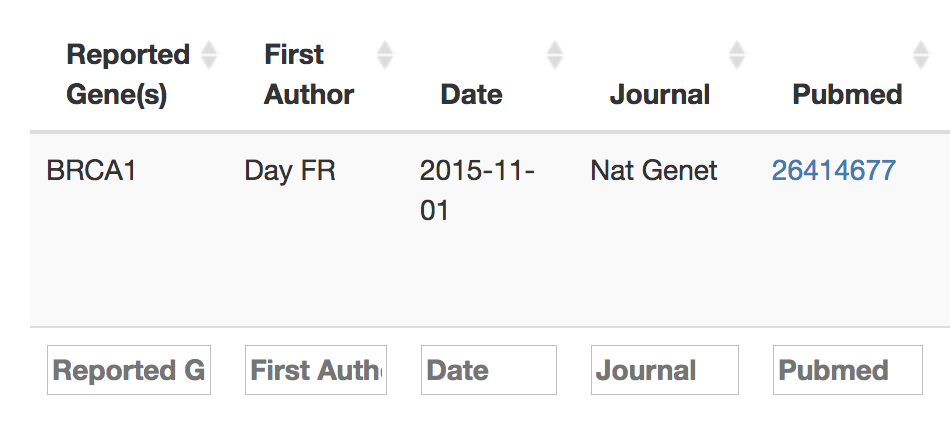 Reported First
Gene(s) Author Date Journal Pubmed
BRCA1 Day FR 2015-11- Nat Genet 26414677
01
Reported G First Auth Date Journal Pubmed